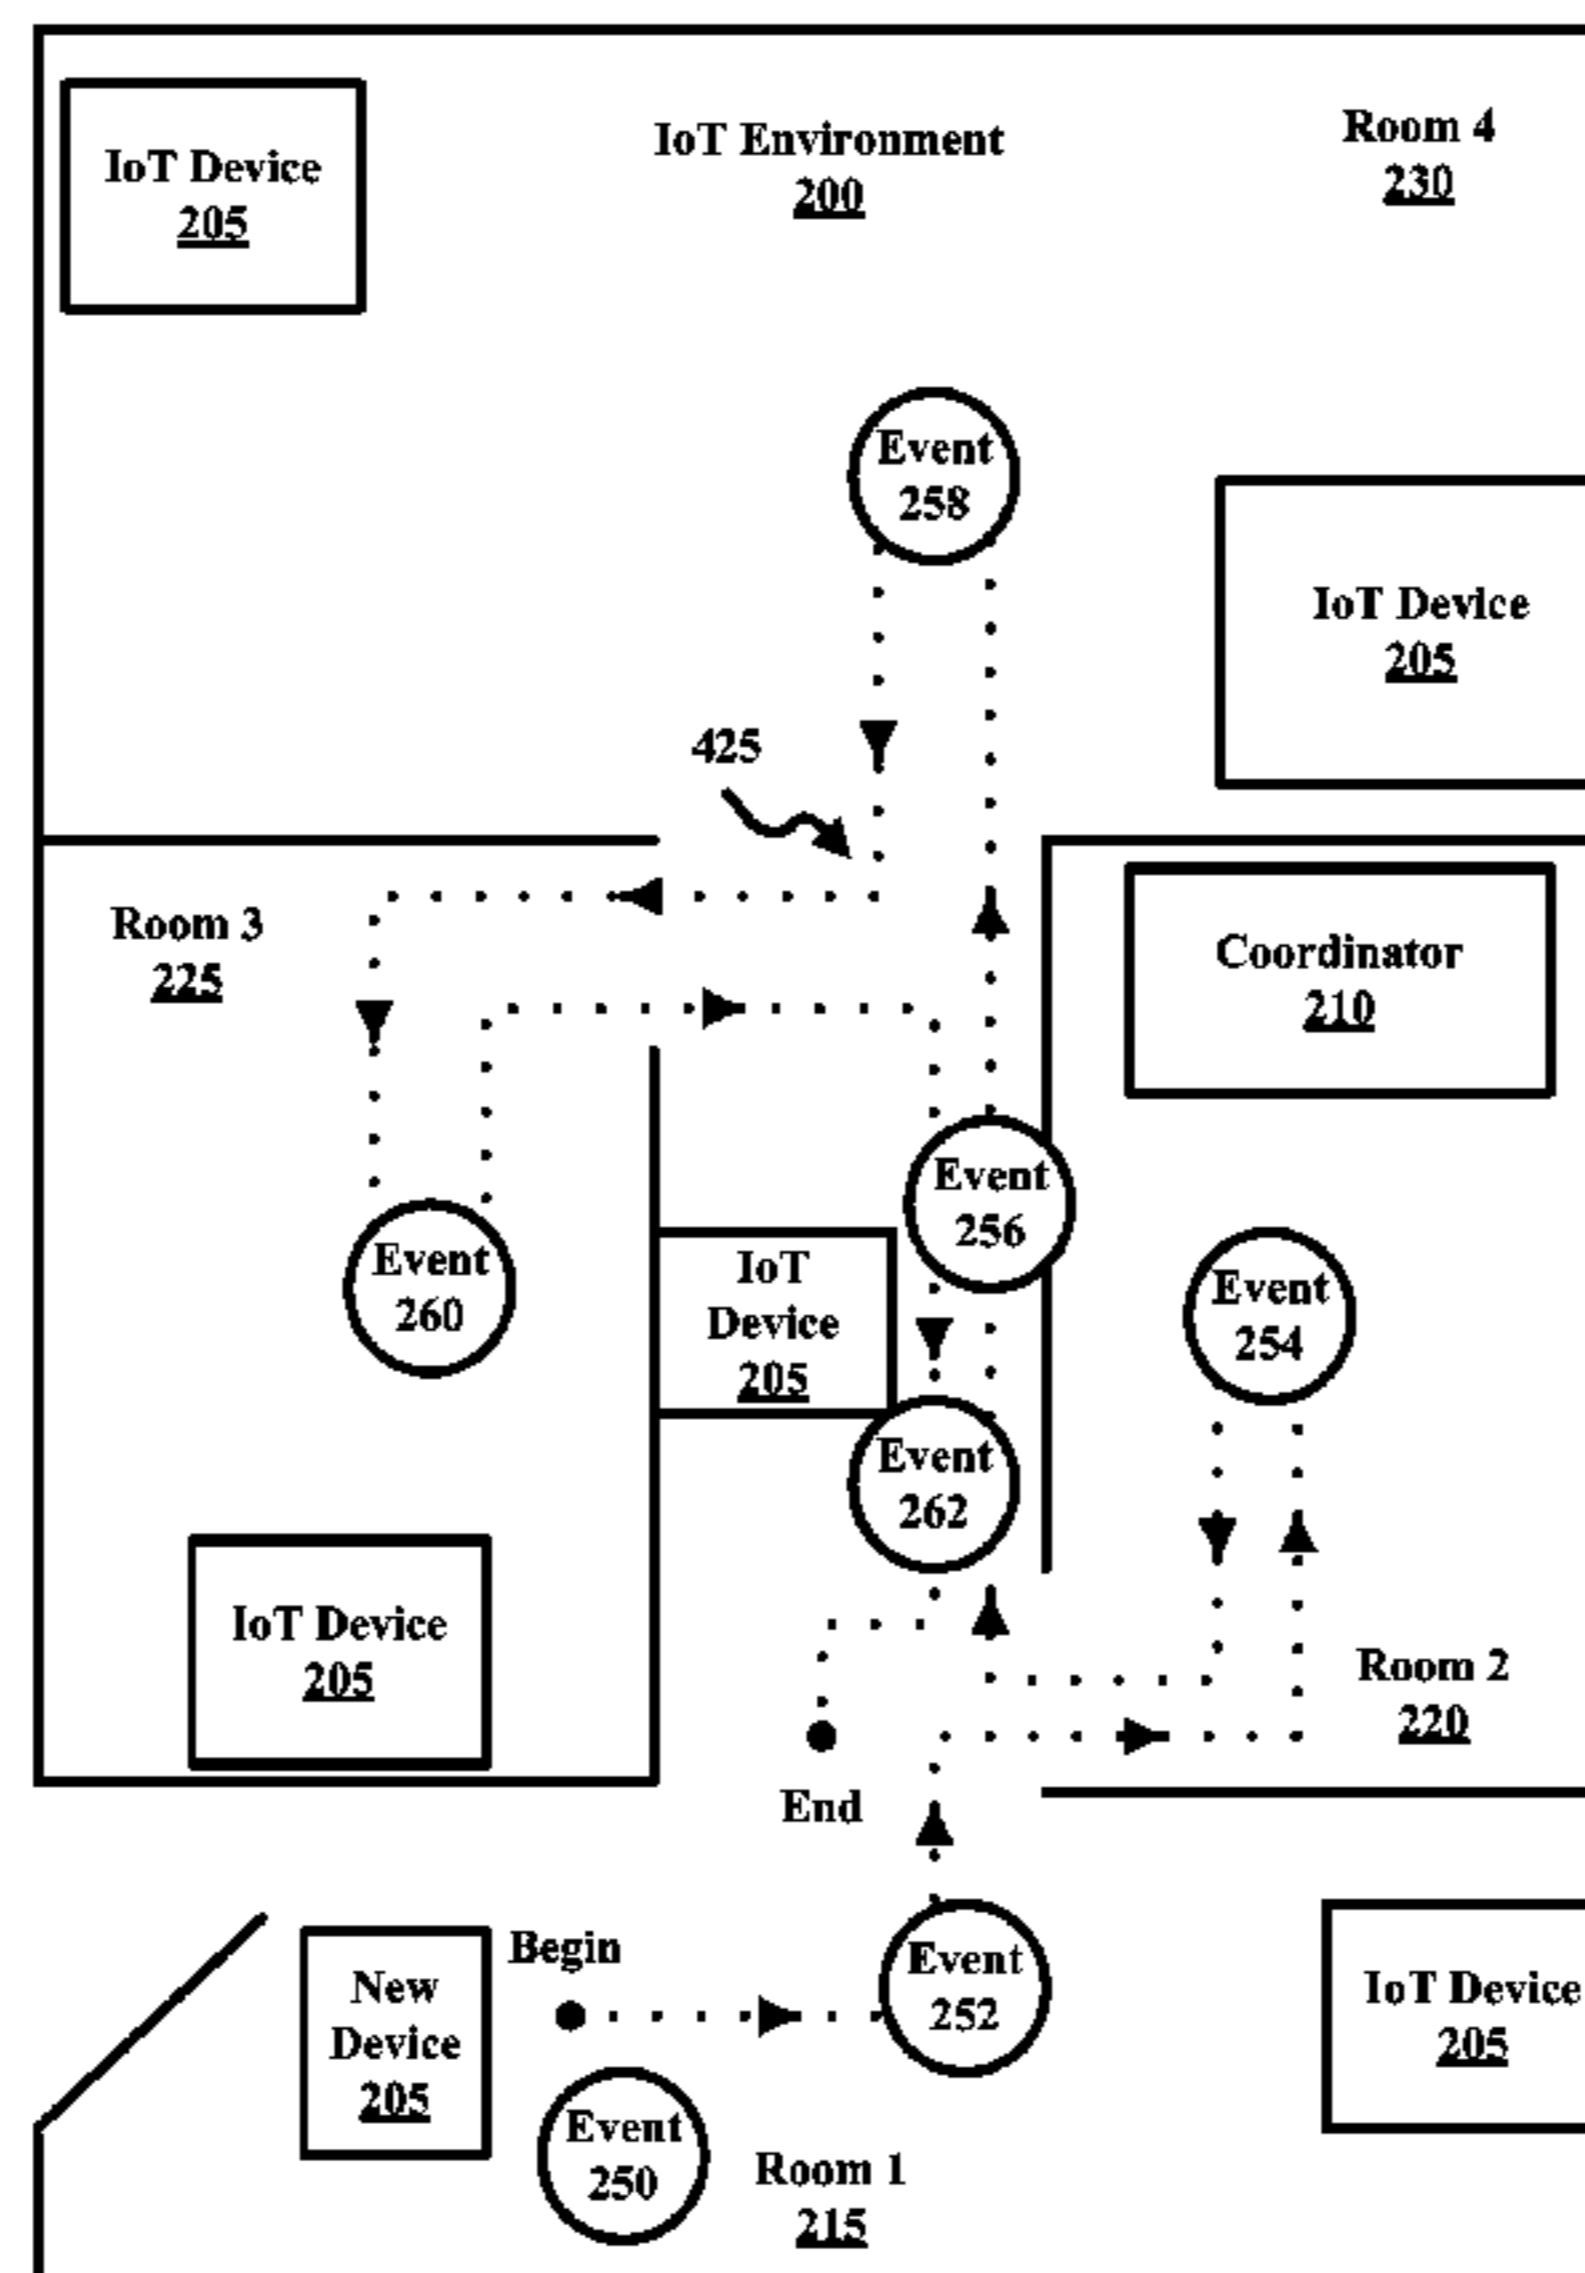 IoT Device
205
IoT Environment
200
Room 4
230
Event
258
IoT Device
205
425
Room 3
225
Coordinator
210
Event
256
Event
260
IoT
Device
205
Event
254
Event
262
IoT Device
205
Room 2
220
End
Begin
New
Device
205
Event
252
IoT Device
205
Event
250
Room 1
215